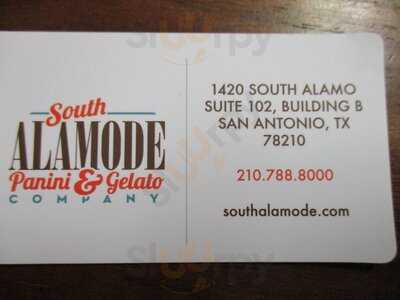 South
ALAMODE
Panini & Gelato
COMPANY
1420 SOUTH ALAMO
SUITE 102, BUILDING B
SAN ANTONIO, TX
78210
210.788.8000
southalamode.com